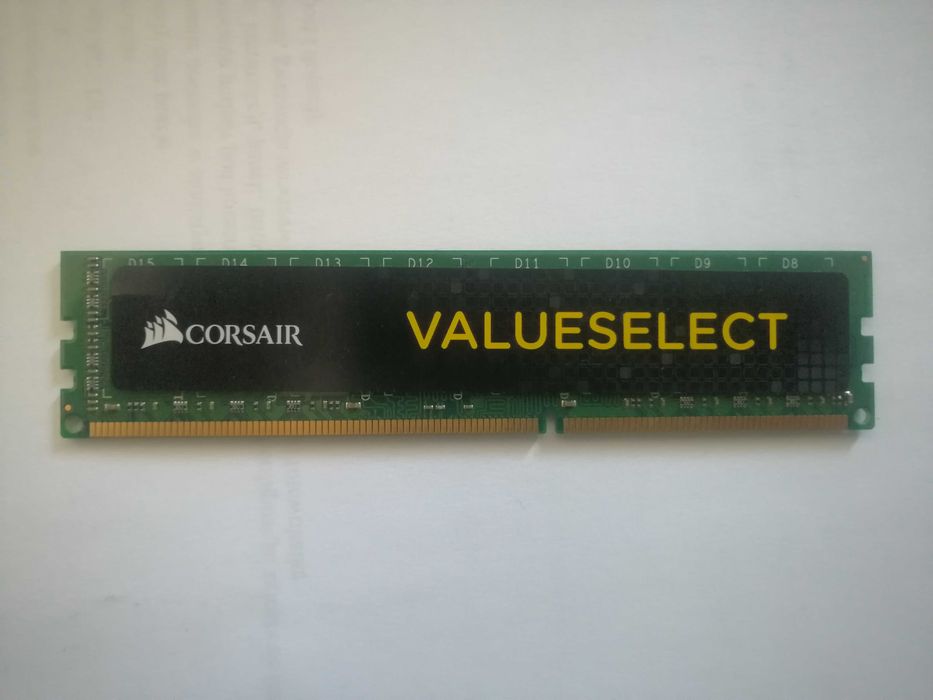 D15 D14 D13 D12 D11 D10 D9 D8
CORSAIR VALUESELECT